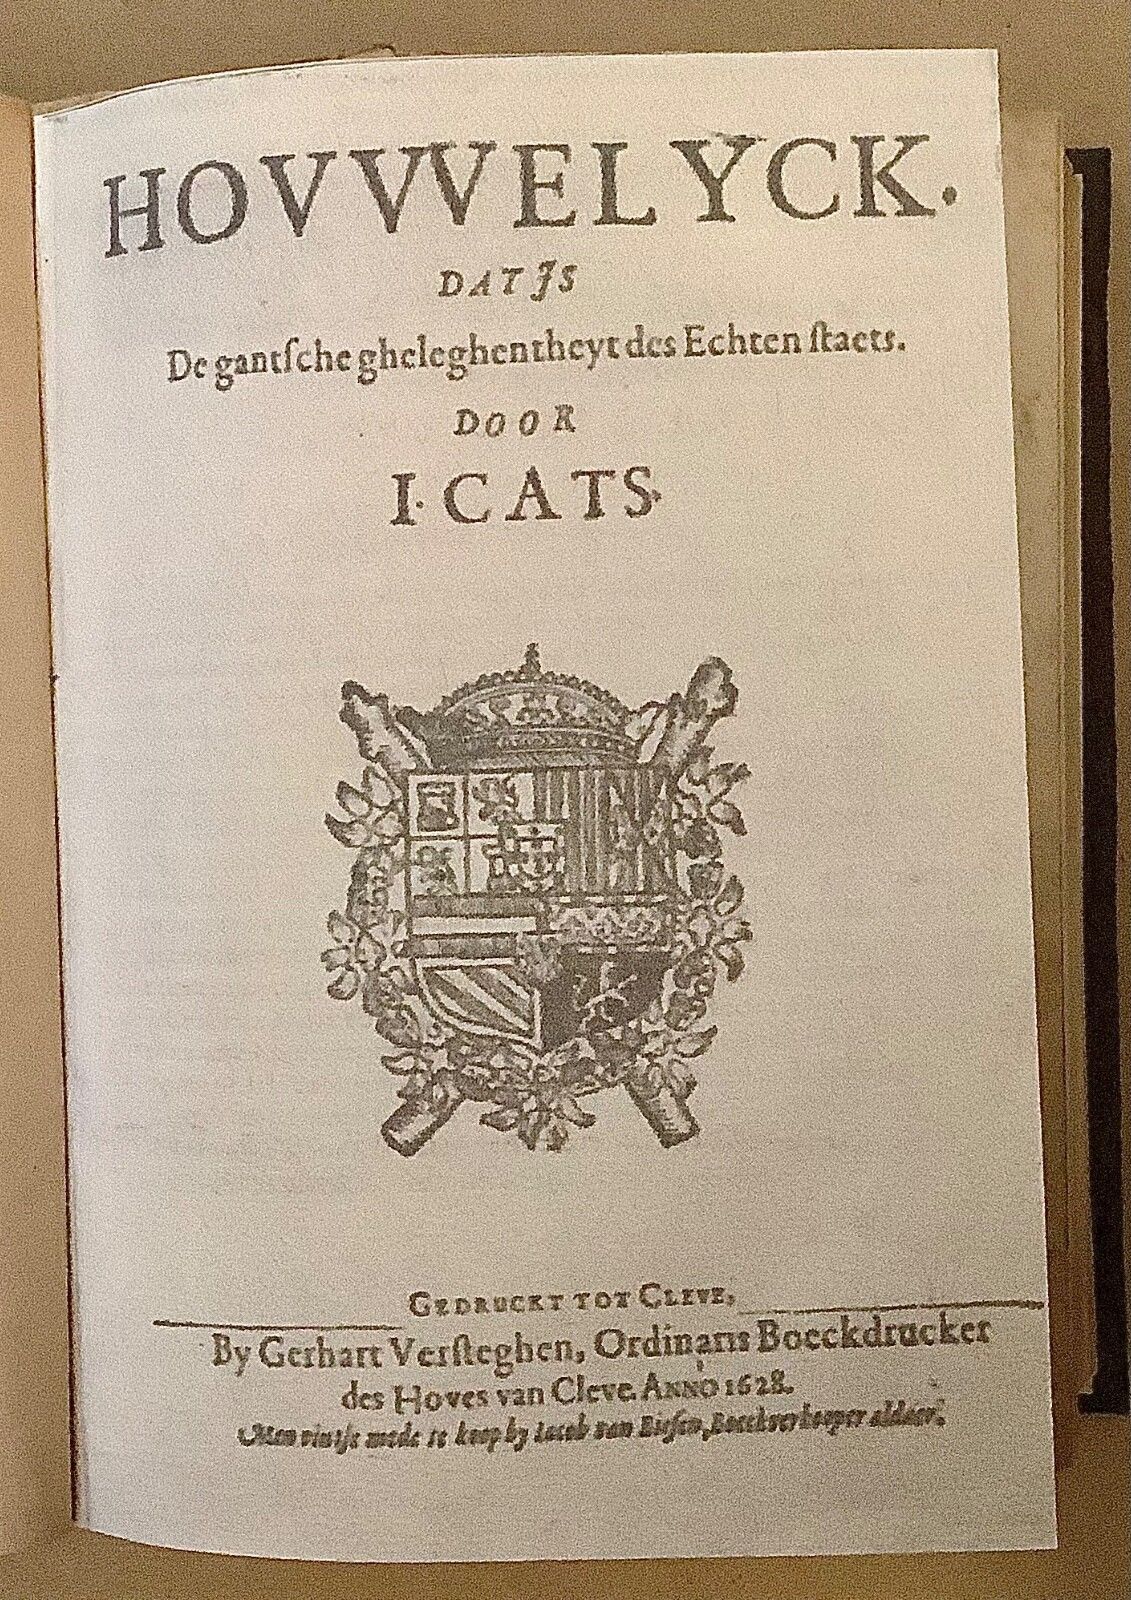 HOVVVELYCK.
DAT IS
De gantſche gheleghentheyt des Echten ſtaets.
DOOR
I. CATS.
GEDRUCKT TOT CLEVE,
By Gerhart Verſteghen, Ordinaris Boeckdrucker
des Hoves van Cleve. ANNO 1628.
Men vintſe mede te koop by Iacob van Bieſen, Boeckverkooper aldaer.